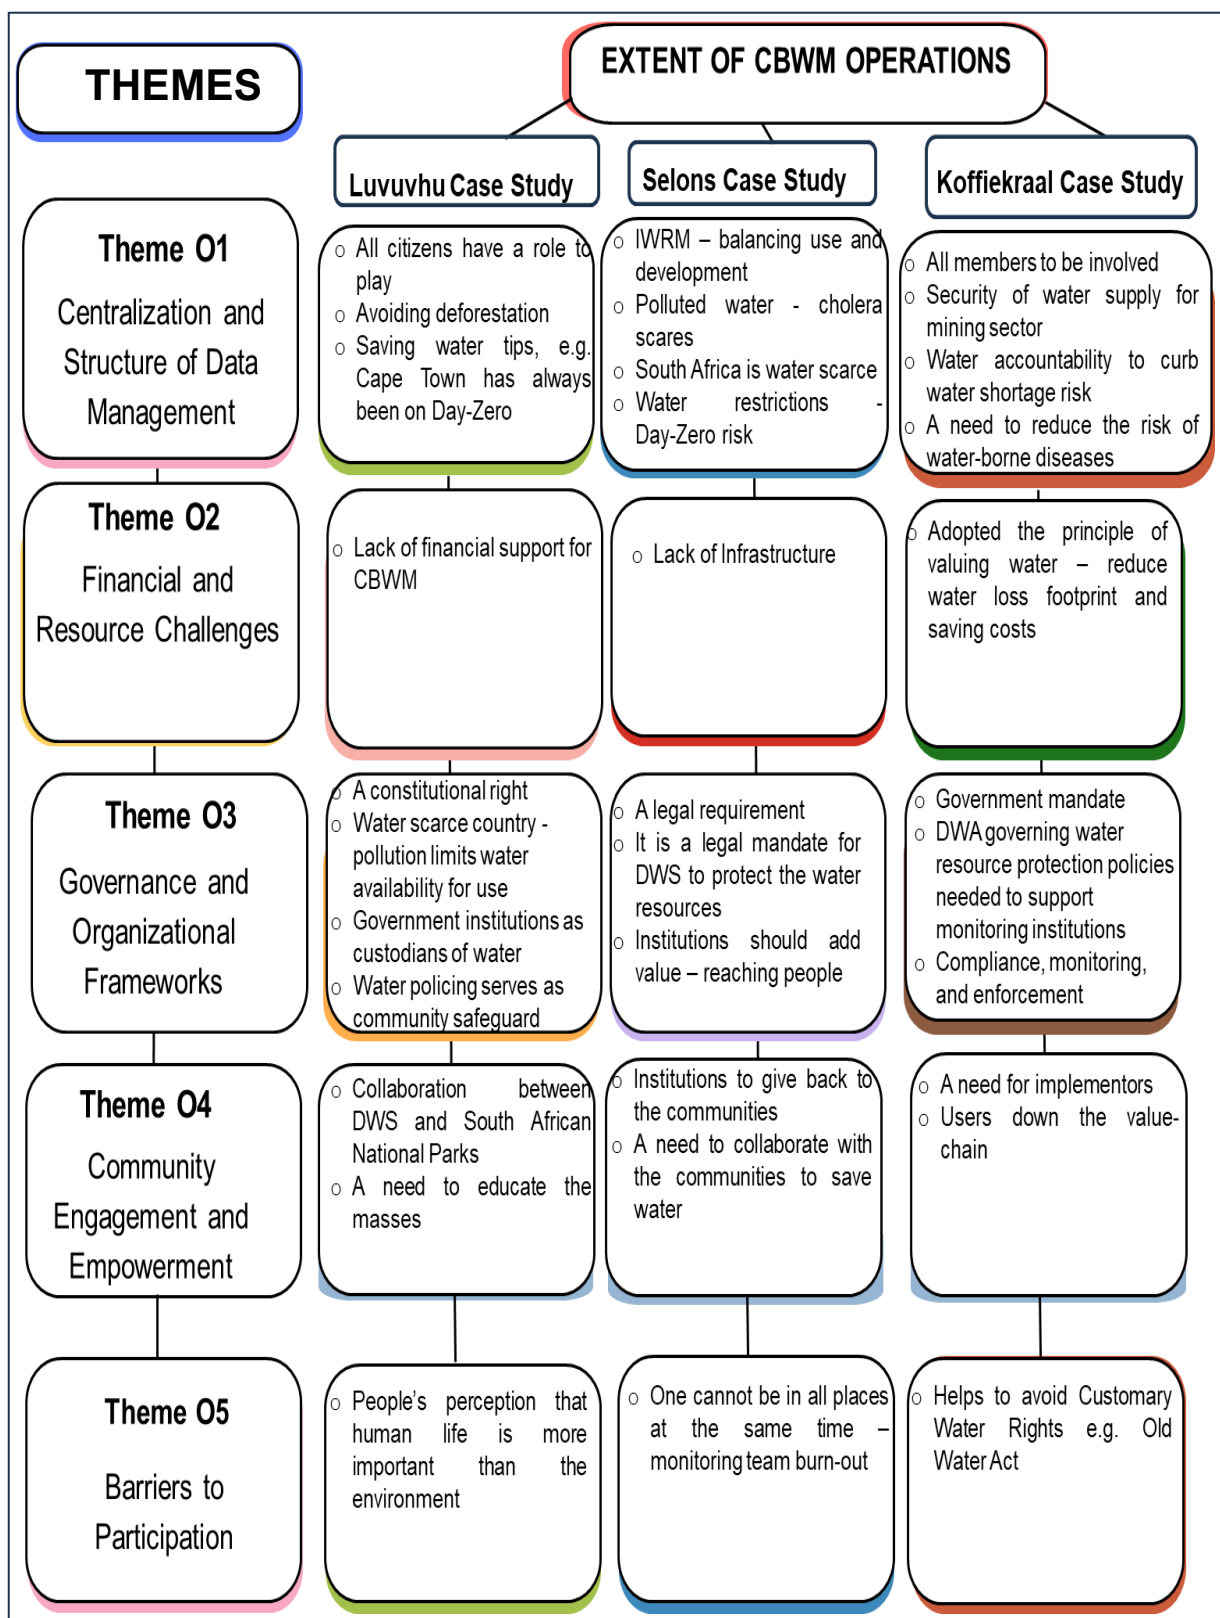 THEMES
EXTENT OF CBWM OPERATIONS
Luvuvhu Case Study
Selons Case Study
Koffiekraal Case Study
Theme O1
Centralization and
Structure of Data
Management
o All citizens have a role to
play
o Avoiding deforestation
o Saving water tips, e.g.
Cape Town has always
been on Day-Zero
o IWRM – balancing use and
development
o Polluted water - cholera
scares
o South Africa is water scarce
o Water restrictions -
Day-Zero risk
o All members to be involved
o Security of water supply for
mining sector
o Water accountability to curb
water shortage risk
o A need to reduce the risk of
water-borne diseases
Theme O2
Financial and
Resource Challenges
o Lack of financial support for
CBWM
o Lack of Infrastructure
o Adopted the principle of
valuing water – reduce
water loss footprint and
saving costs
Theme O3
Governance and
Organizational
Frameworks
o A constitutional right
o Water scarce country -
pollution limits water
availability for use
o Government institutions as
custodians of water
o Water policing serves as
community safeguard
o A legal requirement
o It is a legal mandate for
DWS to protect the water
resources
o Institutions should add
value – reaching people
o Government mandate
o DWA governing water
resource protection policies
needed to support
monitoring institutions
o Compliance, monitoring,
and enforcement
Theme O4
Community
Engagement and
Empowerment
o Collaboration between
DWS and South African
National Parks
o A need to educate the
masses
o Institutions to give back to
the communities
o A need to collaborate with
the communities to save
water
o A need for implementors
o Users down the value-
chain
Theme O5
Barriers to
Participation
o People's perception that
human life is more
important than the
environment
o One cannot be in all places
at the same time –
monitoring team burn-out
o Helps to avoid Customary
Water Rights e.g. Old
Water Act